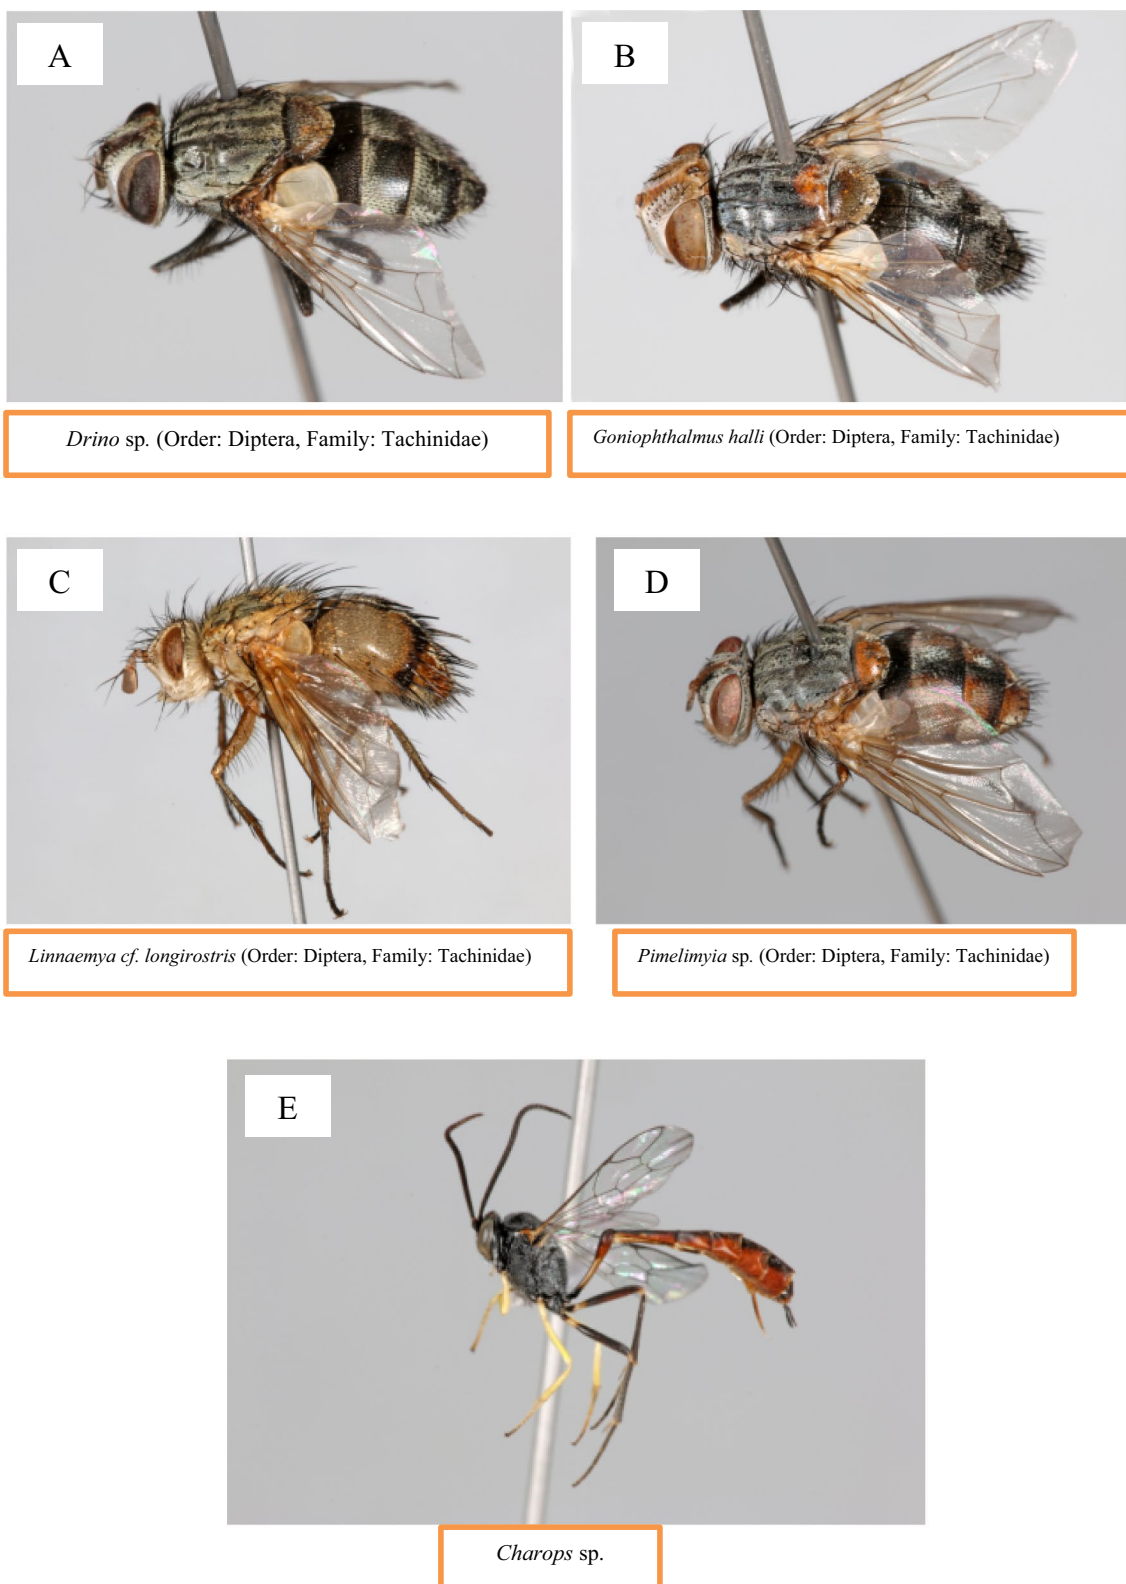 A
B
Drino sp. (Order: Diptera, Family: Tachinidae)
Goniophthalmus halli (Order: Diptera, Family: Tachinidae)
C
D
Linnaemya cf. longirostris (Order: Diptera, Family: Tachinidae)
Pimelimyia sp. (Order: Diptera, Family: Tachinidae)
E
Charops sp.